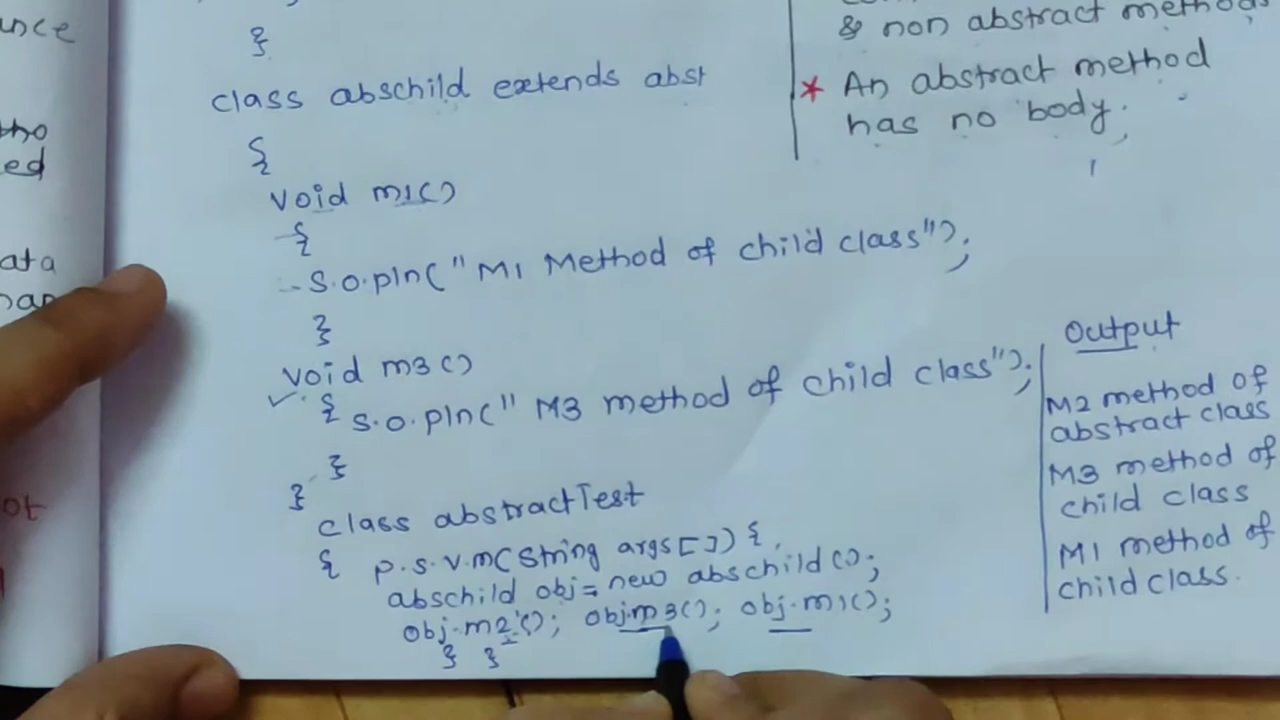 }
class abschild extends abst
{
void m1()
{
S.o.pln("M1 Method of child class");
}
void m3()
{ S.o.pln("M3 method of child class");
}
}
class abstractTest
{ p.s.v.m(String args[]) {
abschild obj = new abschild();
obj.m2(); obj.m3(); obj.m1();
} }
& non abstract methods
* An abstract method
has no body.
Output
M2 method of
abstract class
M3 method of
child class
M1 method of
child class.